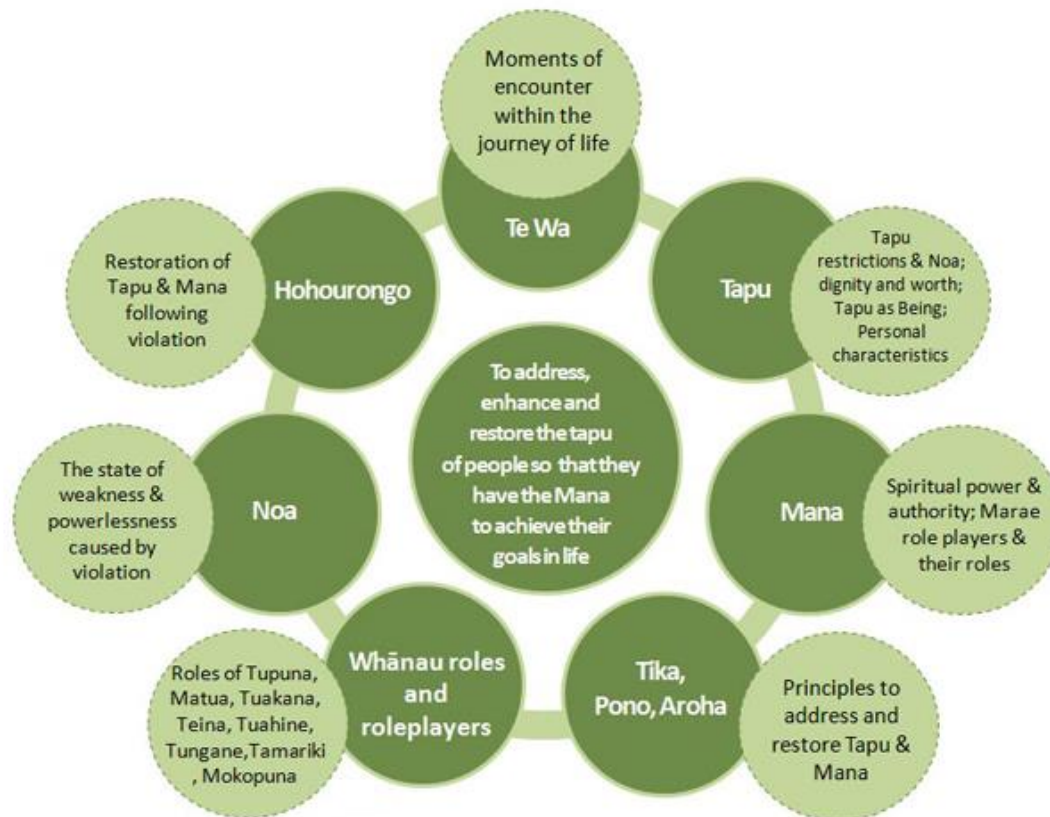 Moments of
encounter
within the
journey of life
Te Wa
Tapu
restrictions & Noa;
dignity and worth;
Tapu as Being;
Personal
characteristics
Tapu
Spiritual power &
authority; Marae
role players &
their roles
Mana
Principles to
address and
restore Tapu &
Mana
Tika,
Pono, Aroha
Whānau roles
and
roleplayers
Roles of Tupuna,
Matua, Tuakana,
Teina, Tuahine,
Tungane,Tamariki
, Mokopuna
Noa
The state of
weakness &
powerlessness
caused by
violation
Hohourongo
Restoration of
Tapu & Mana
following
violation
To address,
enhance and
restore the tapu
of people so that they
have the Mana
to achieve their
goals in life